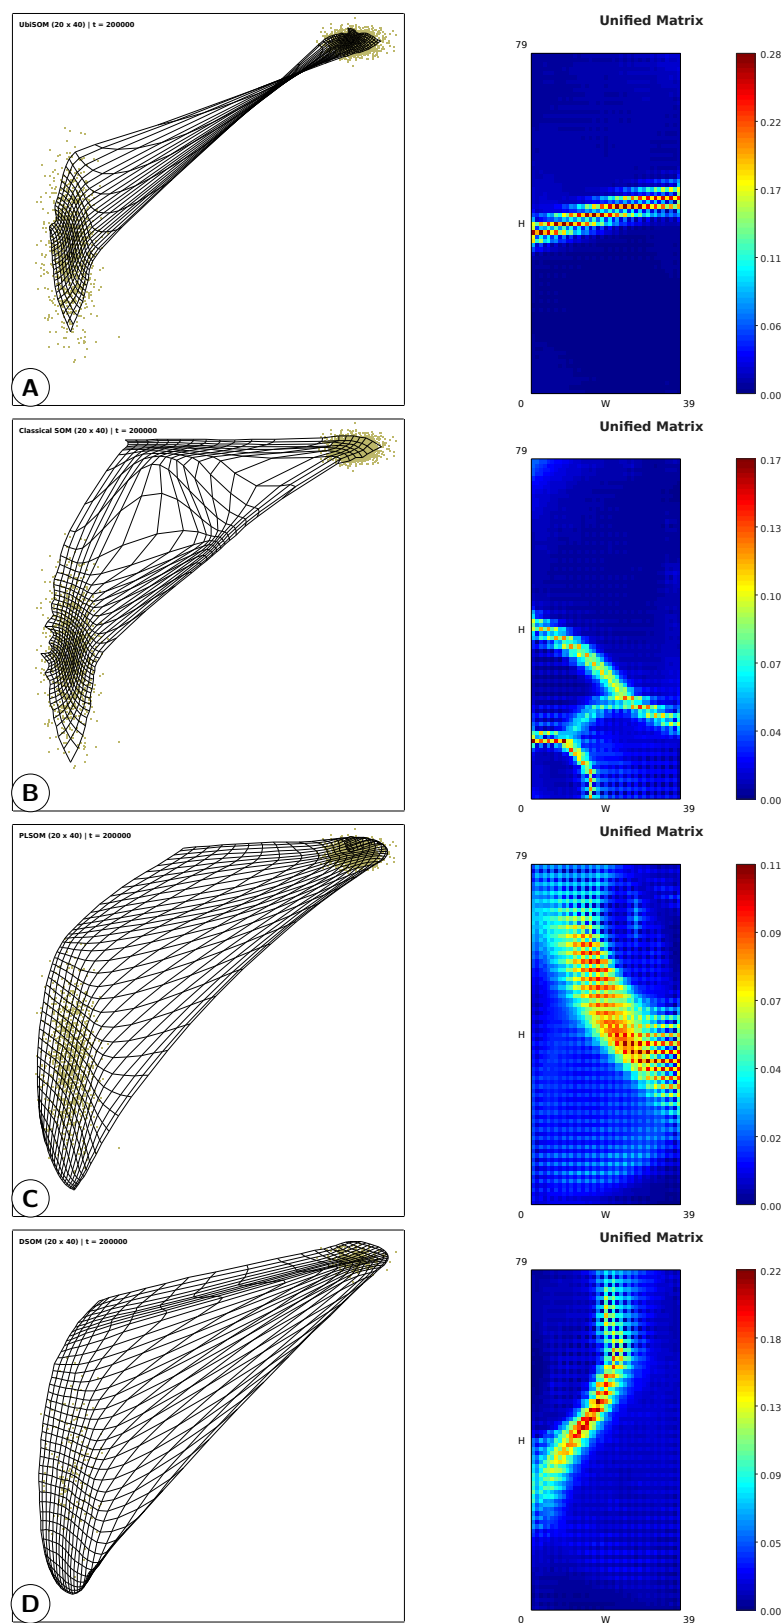 UbiSOM (20 x 40) | t = 200000
A
Unified Matrix
79
H
0 W 39
0.28
0.22
0.17
0.11
0.06
0.00
Classical SOM (20 x 40) | t = 200000
B
Unified Matrix
79
H
0 W 39
0.17
0.13
0.10
0.07
0.04
0.00
PLSOM (20 x 40) | t = 200000
C
Unified Matrix
79
H
0 W 39
0.11
0.09
0.07
0.04
0.02
0.00
DSOM (20 x 40) | t = 200000
D
Unified Matrix
79
H
0 W 39
0.22
0.18
0.13
0.09
0.05
0.00